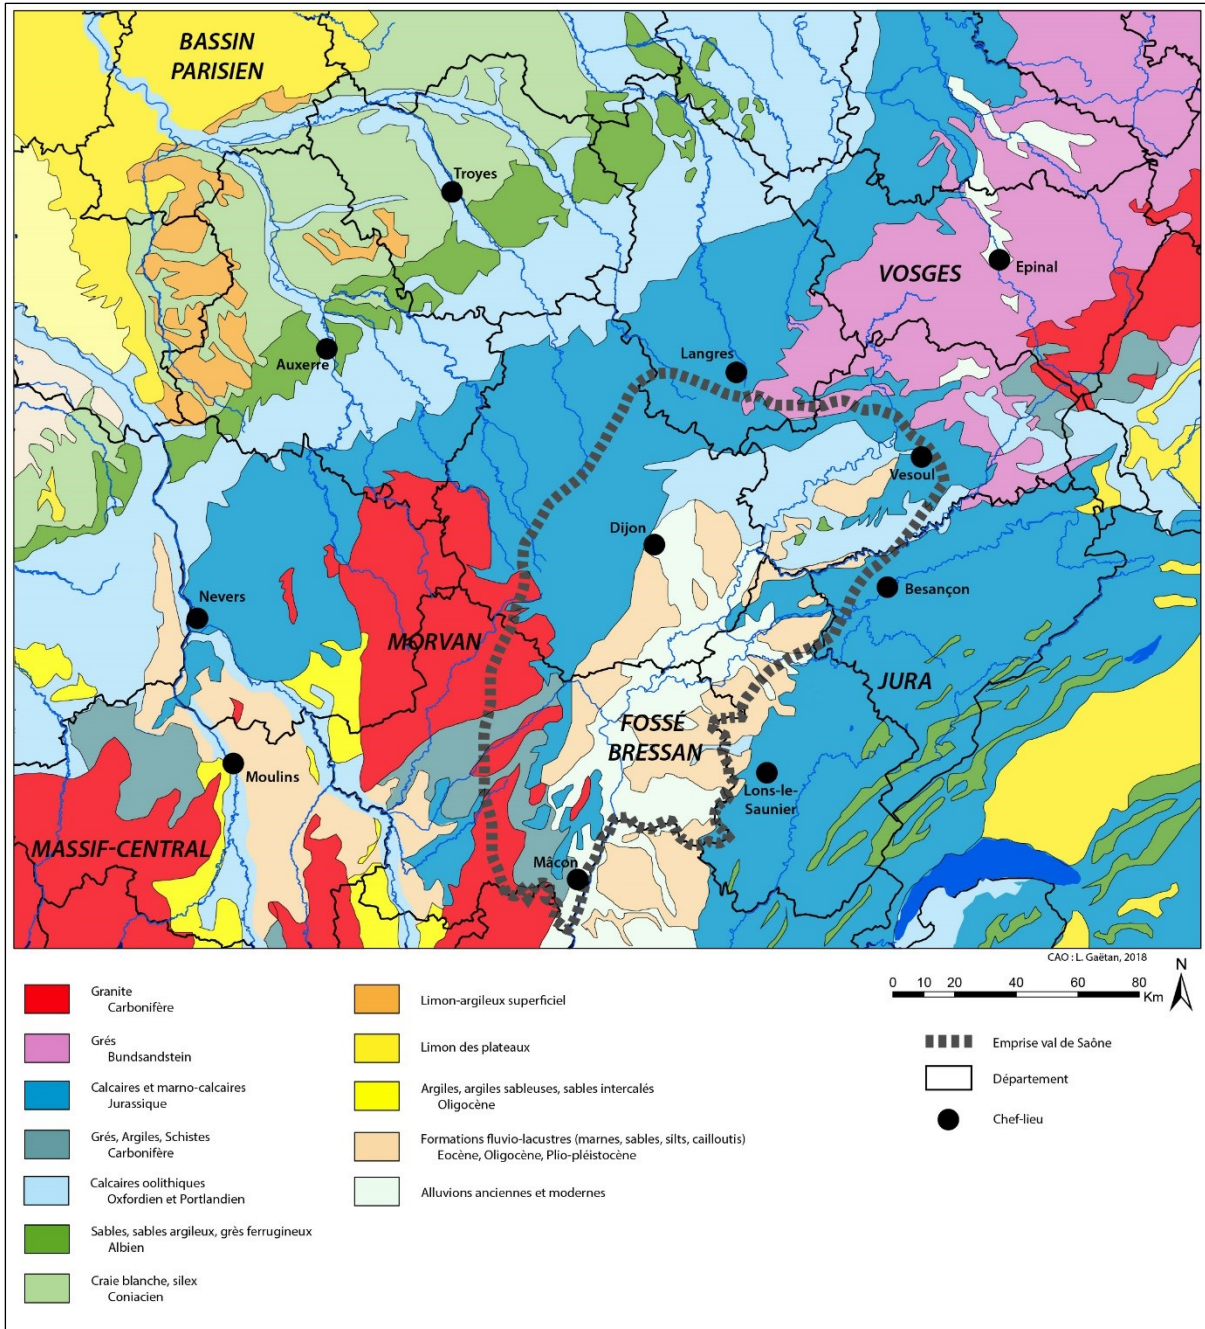 BASSIN
PARISIEN
Troyes
VOSGES
Epinal
Auxerre
Langres
Vesoul
Dijon
Nevers
Besançon
MORVAN
JURA
FOSSÉ
BRESSAN
Moulins
Lons-le-
Saunier
MASSIF-CENTRAL
Mâcon
CAO : L. Gaëtan, 2018
N
0 10 20 40 60 80
Km
Granite
Carbonifère
Grés
Bundsandstein
Calcaires et marno-calcaires
Jurassique
Grés, Argiles, Schistes
Carbonifère
Calcaires oolithiques
Oxfordien et Portlandien
Sables, sables argileux, grès ferrugineux
Albien
Craie blanche, silex
Coniacien
Limon-argileux superficiel
Limon des plateaux
Argiles, argiles sableuses, sables intercalés
Oligocène
Formations fluvio-lacustres (marnes, sables, silts, cailloutis)
Eocène, Oligocène, Plio-pléistocène
Alluvions anciennes et modernes
Emprise val de Saône
Département
Chef-lieu